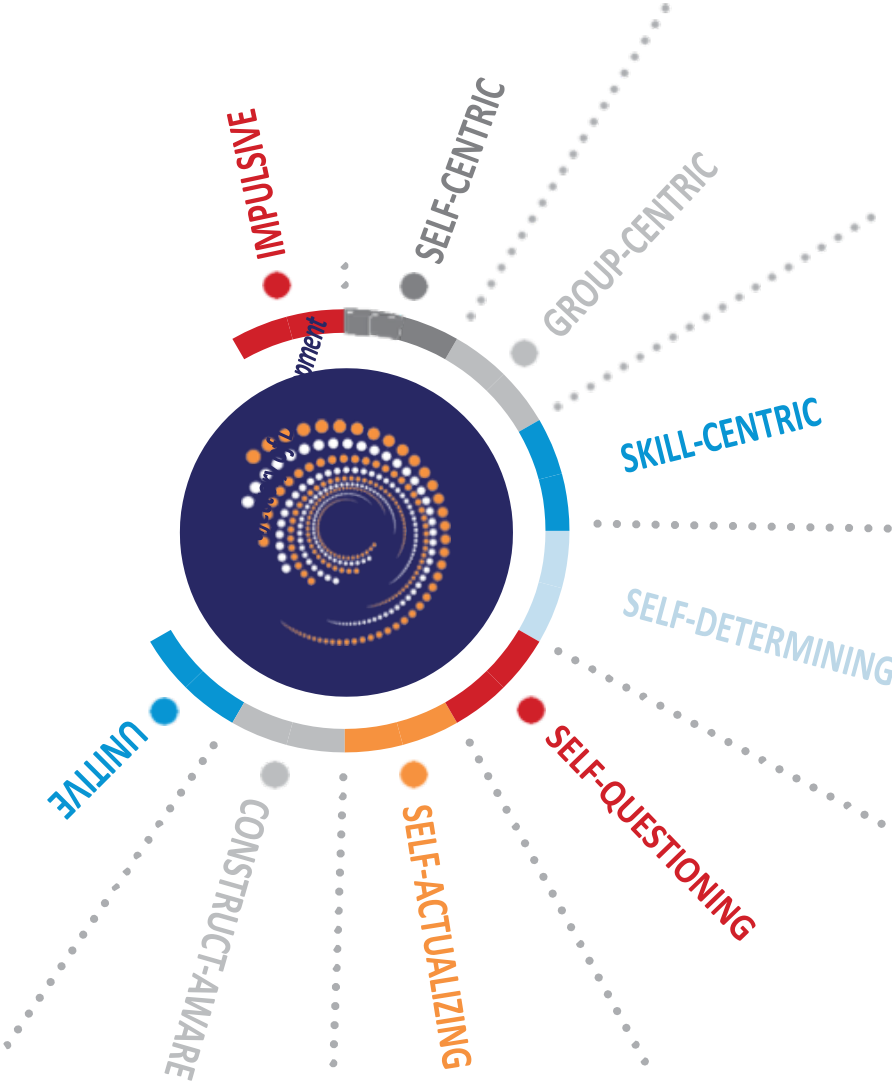 IMPULSIVE
SELF-CENTRIC
GROUP-CENTRIC
SKILL-CENTRIC
SELF-DETERMINING
SELF-QUESTIONING
SELF-ACTUALIZING
CONSTRUCT-AWARE
UNITIVE